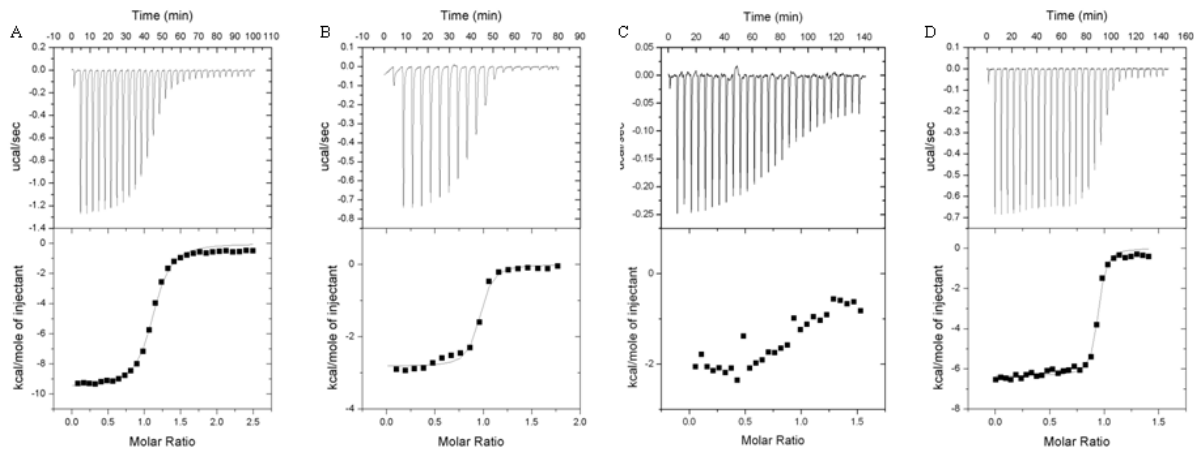 A
Time (min)
-10 0 10 20 30 40 50 60 70 80 90 100 110
0.2
0.0
-0.2
-0.4
-0.6
-0.8
-1.0
-1.2
-1.4
ucal/sec
0
-2
-4
-6
-8
-10
kcal/mole of injectant
0.0 0.5 1.0 1.5 2.0 2.5
Molar Ratio
B
Time (min)
-10 0 10 20 30 40 50 60 70 80 90
0.1
0.0
-0.1
-0.2
-0.3
-0.4
-0.5
-0.6
-0.7
-0.8
ucal/sec
0
-2
-4
kcal/mole of injectant
0.0 0.5 1.0 1.5 2.0
Molar Ratio
C
Time (min)
0 20 40 60 80 100 120 140
0.05
0.00
-0.05
-0.10
-0.15
-0.20
-0.25
ucal/sec
0
-2
kcal/mole of injectant
0.0 0.5 1.0 1.5
Molar Ratio
D
Time (min)
0 20 40 60 80 100 120 140 160
0.1
0.0
-0.1
-0.2
-0.3
-0.4
-0.5
-0.6
-0.7
ucal/sec
0
-2
-4
-6
-8
kcal/mole of injectant
0.0 0.5 1.0 1.5
Molar Ratio